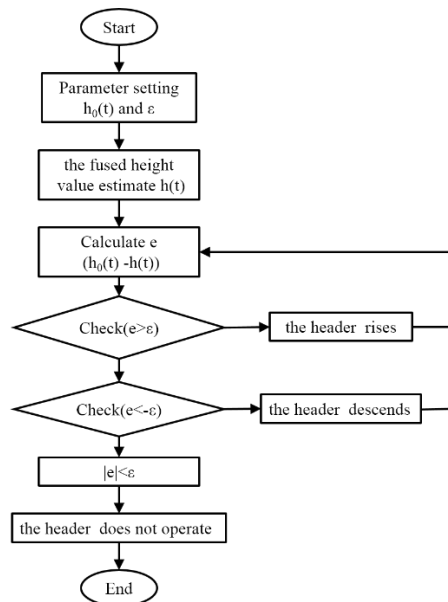 Start
Parameter setting
h₀(t) and ε
the fused height
value estimate h(t)
Calculate e
(h₀(t) -h(t))
Check(e>ε)
the header rises
Check(e<-ε)
the header descends
|e|<ε
the header does not operate
End